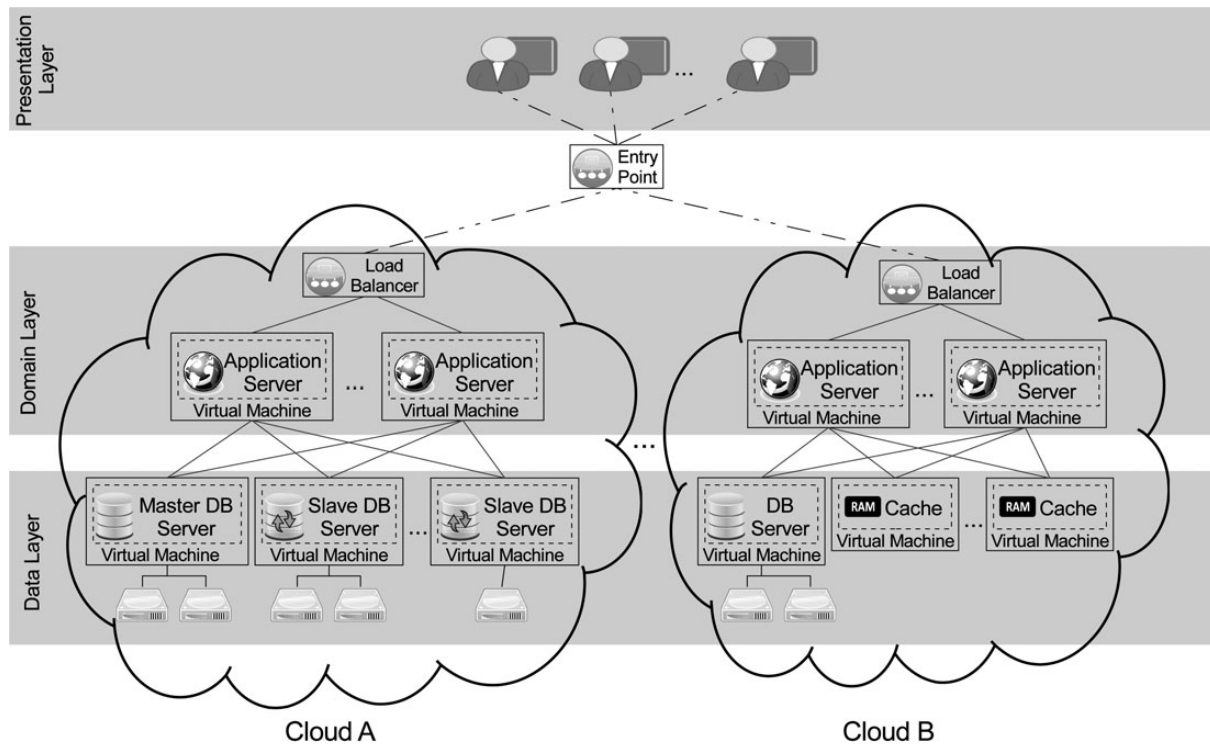 Presentation
Layer
...
Entry
Point
Domain Layer
Load
Balancer
Application
Server
Virtual Machine
...
Application
Server
Virtual Machine
Load
Balancer
Application
Server
Virtual Machine
...
Application
Server
Virtual Machine
...
Data Layer
Master DB
Server
Virtual Machine
Slave DB
Server
Virtual Machine
...
Slave DB
Server
Virtual Machine
DB
Server
Virtual Machine
RAM Cache
Virtual Machine
...
RAM Cache
Virtual Machine
Cloud A
Cloud B